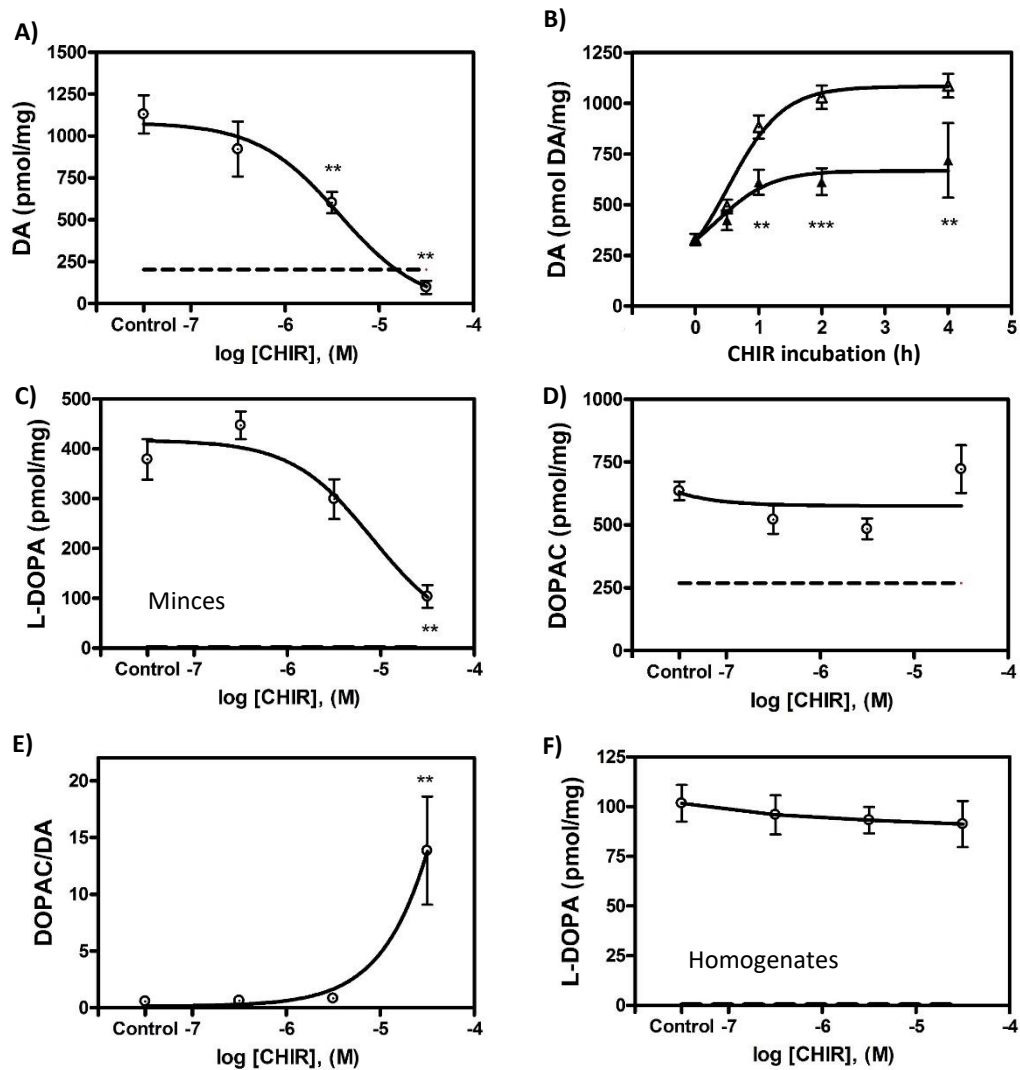 A)
1500
1250
1000
750
500
250
0
DA (pmol/mg)
**
**
Control -7 -6 -5 -4
log [CHIR], (M)
B)
1250
1000
750
500
250
0
DA (pmol DA/mg)
** *** **
0 1 2 3 4 5
CHIR incubation (h)
C)
500
400
300
200
100
0
L-DOPA (pmol/mg)
Minces
**
Control -7 -6 -5 -4
log [CHIR], (M)
D)
1000
750
500
250
0
DOPAC (pmol/mg)
Control -7 -6 -5 -4
log [CHIR], (M)
E)
20
15
10
5
0
DOPAC/DA
**
Control -7 -6 -5 -4
log [CHIR], (M)
F)
125
100
75
50
25
0
L-DOPA (pmol/mg)
Homogenates
Control -7 -6 -5 -4
log [CHIR], (M)